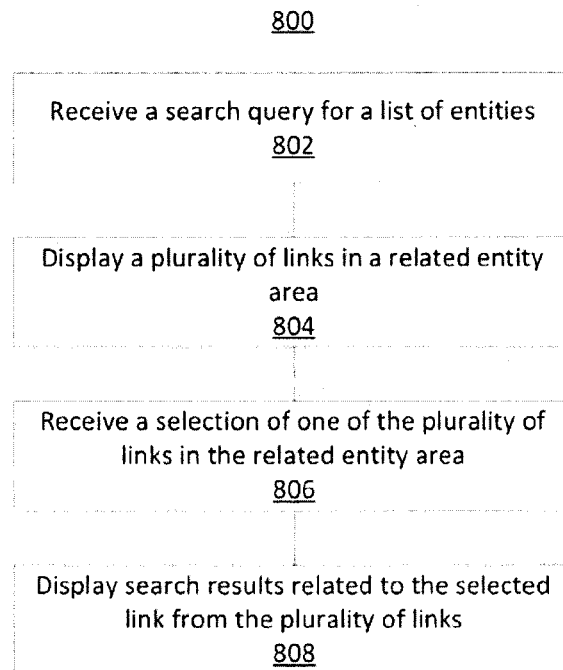 800
Receive a search query for a list of entities
802
Display a plurality of links in a related entity
area
804
Receive a selection of one of the plurality of
links in the related entity area
806
Display search results related to the selected
link from the plurality of links
808